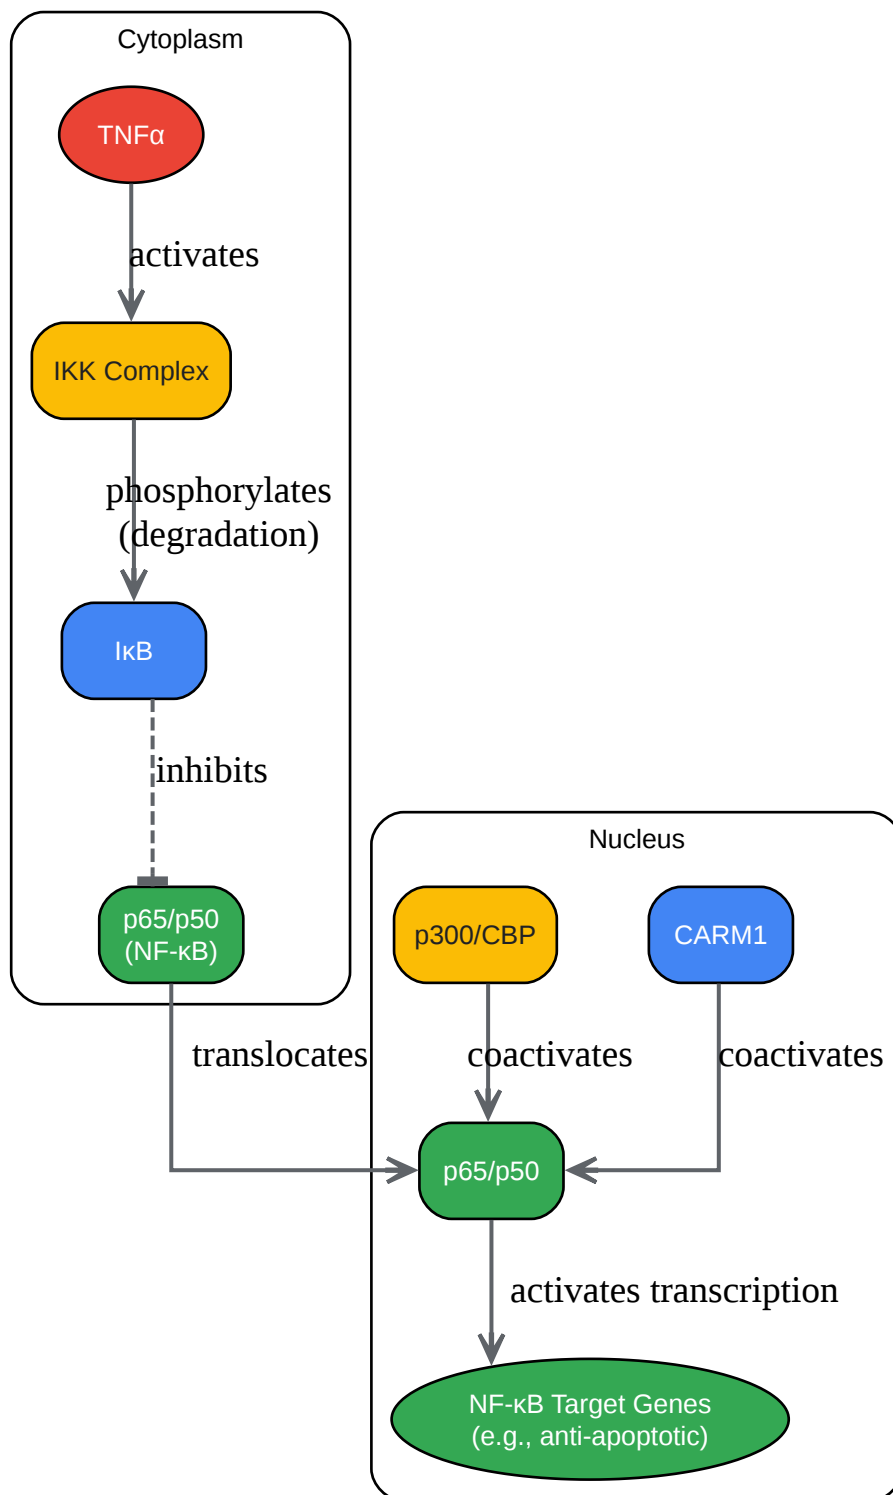 Cytoplasm
TNFα
activates
IKK Complex
phosphorylates
(degradation)
IκB
inhibits
p65/p50
(NF-κB)
translocates
Nucleus
p300/CBP
CARM1
coactivates
coactivates
p65/p50
activates transcription
NF-κB Target Genes
(e.g., anti-apoptotic)